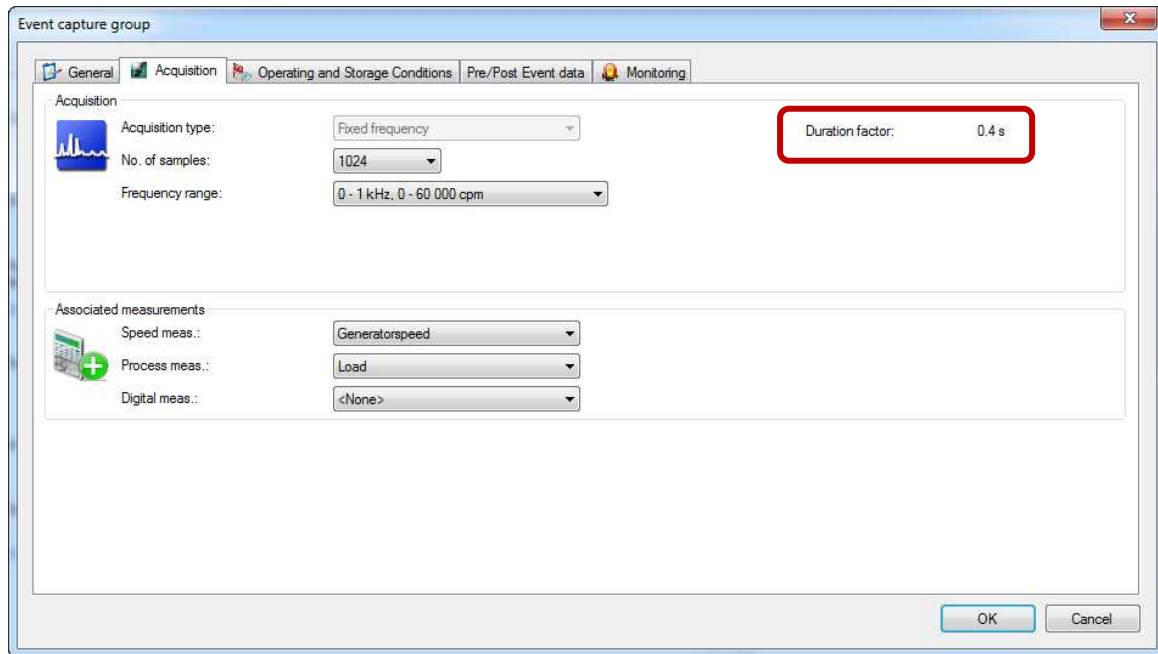 Event capture group
General Acquisition Operating and Storage Conditions Pre/Post Event data Monitoring
Acquisition
Acquisition type: Fixed frequency Duration factor: 0.4 s
No. of samples: 1024
Frequency range: 0 - 1 kHz, 0 - 60 000 cpm
Associated measurements
Speed meas.: Generatorspeed
Process meas.: Load
Digital meas.: <None>
OK Cancel